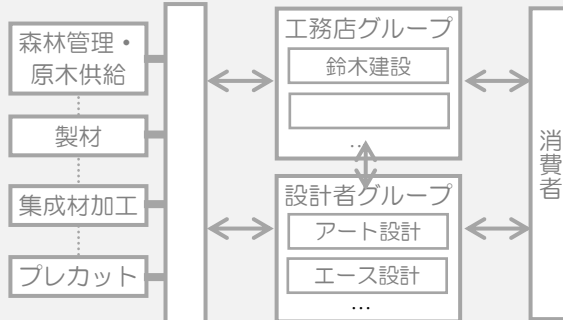 森林管理・
原木供給
製材
集成材加工
プレカット
工務店グループ
鈴木建設
…
設計者グループ
アート設計
エース設計
…
消費者